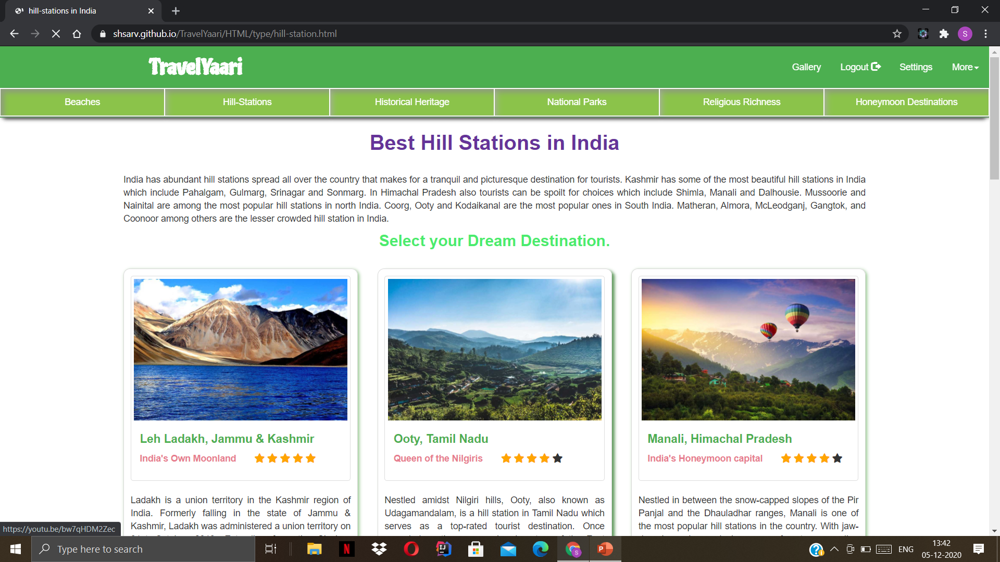 hill-stations in India
shsarv.github.io/TravelYaari/HTML/type/hill-station.html
S
TravelYaari
Gallery
Logout
Settings
More
Beaches
Hill-Stations
Historical Heritage
National Parks
Religious Richness
Honeymoon Destinations
Best Hill Stations in India
India has abundant hill stations spread all over the country that makes for a tranquil and picturesque destination for tourists. Kashmir has some of the most beautiful hill stations in India
which include Pahalgam, Gulmarg, Srinagar and Sonmarg. In Himachal Pradesh also tourists can be spoilt for choices which include Shimla, Manali and Dalhousie. Mussoorie and
Nainital are among the most popular hill stations in north India. Coorg, Ooty and Kodaikanal are the most popular ones in South India. Matheran, Almora, McLeodganj, Gangtok, and
Coonoor among others are the lesser crowded hill station in India.
Select your Dream Destination.
Leh Ladakh, Jammu & Kashmir
India's Own Moonland
Ladakh is a union territory in the Kashmir region of
India. Formerly falling in the state of Jammu &
Kashmir, Ladakh was administered a union territory on
Ooty, Tamil Nadu
Queen of the Nilgiris
Nestled amidst Nilgiri hills, Ooty, also known as
Udagamandalam, is a hill station in Tamil Nadu which
serves as a top-rated tourist destination. Once
Manali, Himachal Pradesh
India's Honeymoon capital
Nestled in between the snow-capped slopes of the Pir
Panjal and the Dhauladhar ranges, Manali is one of
the most popular hill stations in the country. With jaw-
https://youtu.be/bw7qHDM2Zec
Type here to search
N
IJ
S
P
ENG
13:42
05-12-2020